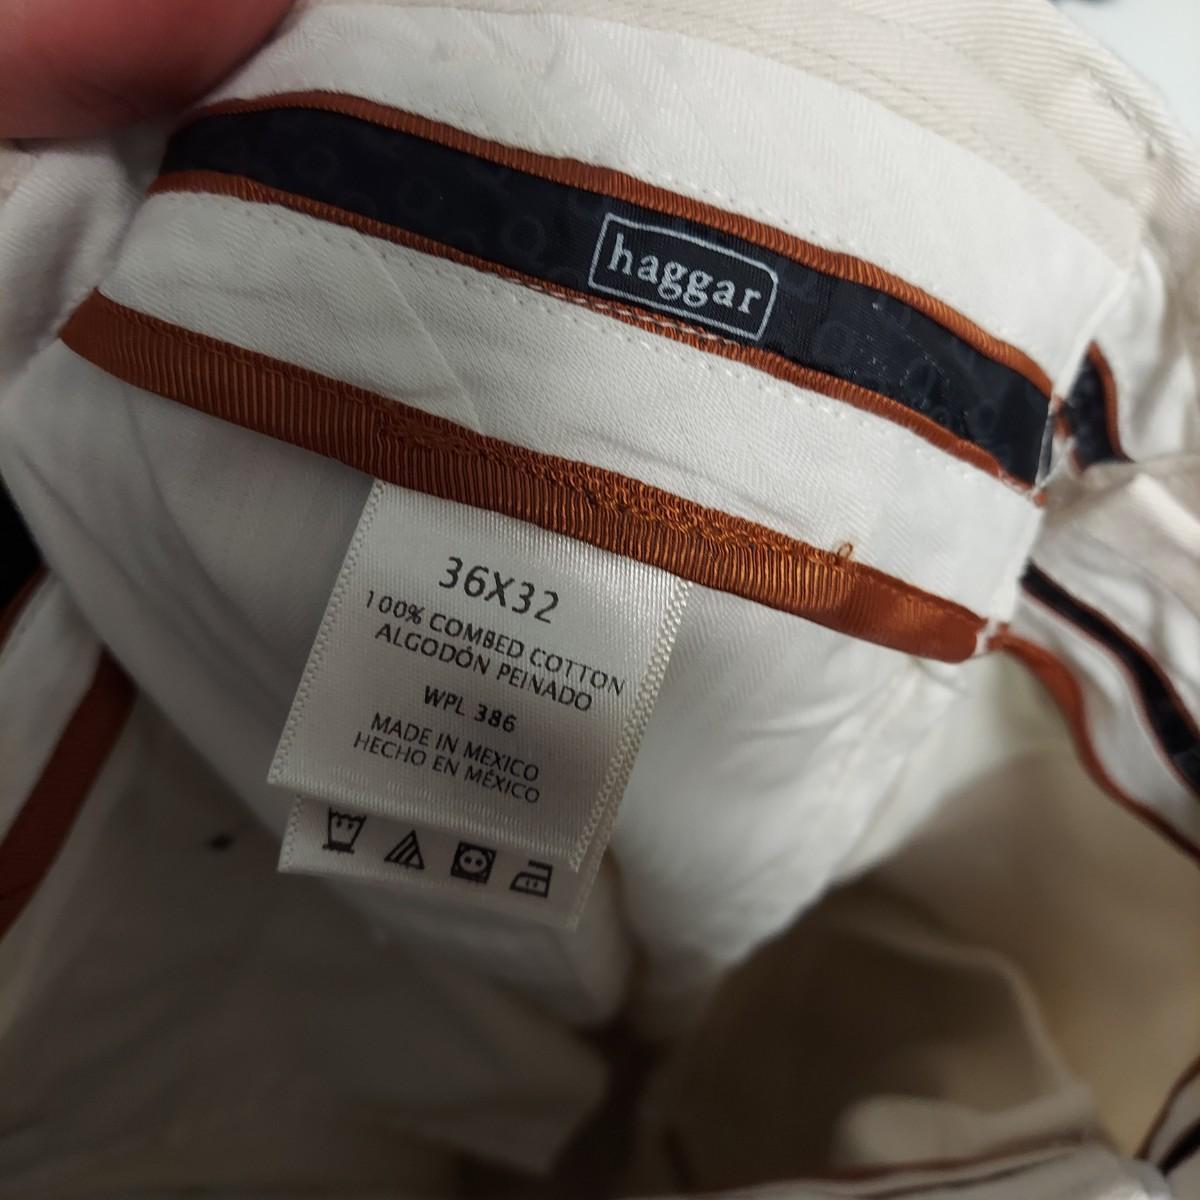 haggar
36X32
100% COMBED COTTON
ALGODÓN PEINADO
WPL 386
MADE IN MEXICO
HECHO EN MÉXICO